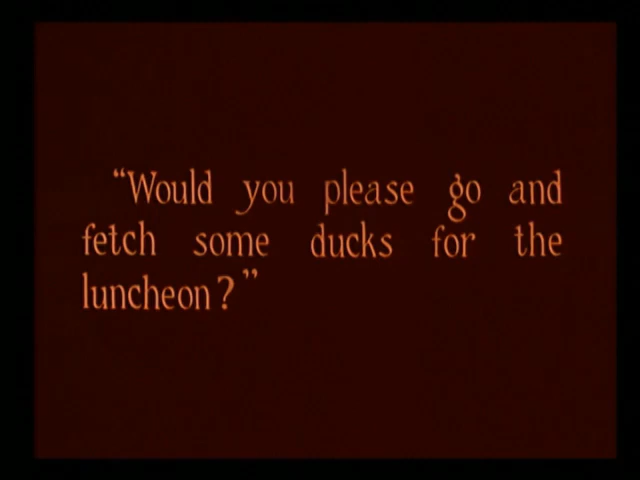 “Would you please go and
fetch some ducks for the
luncheon?”